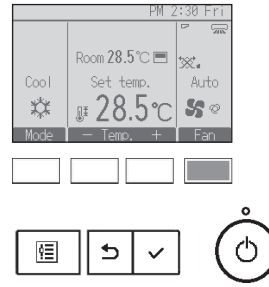 PM 2:30 Fri
Room 28.5°C
Cool Set temp. Auto
28.5°C
Mode − Temp. + Fan